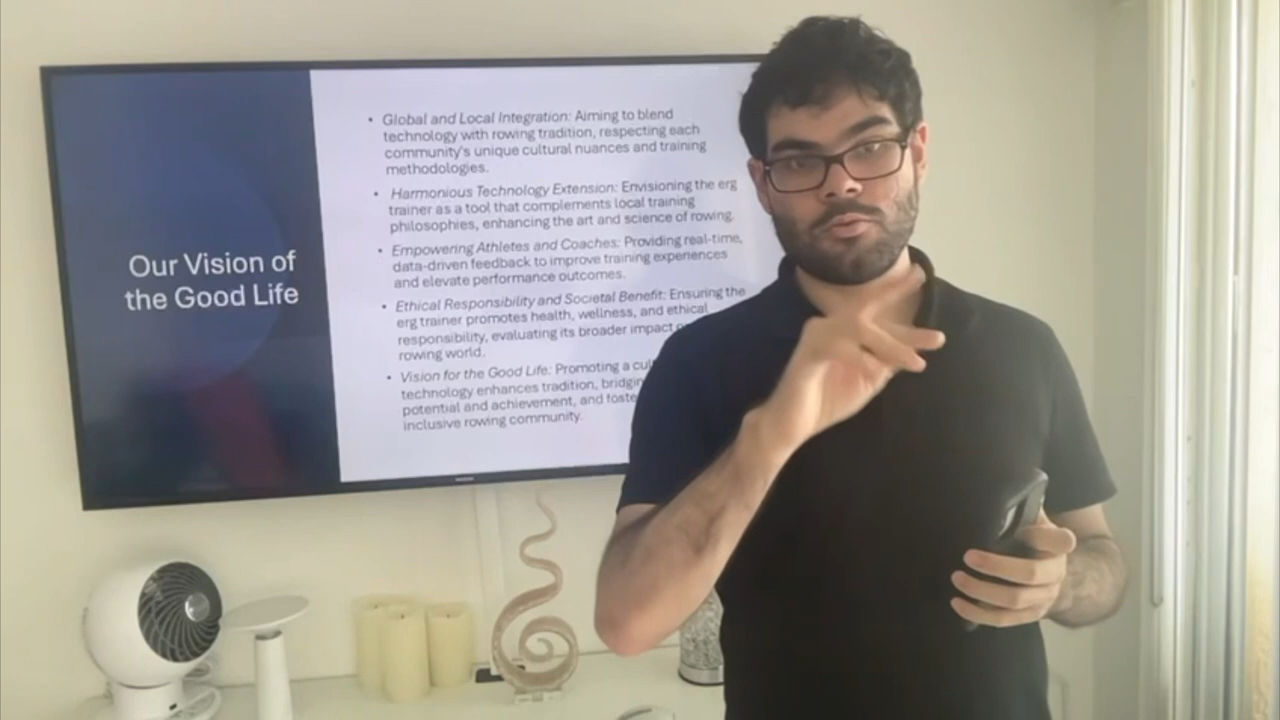 Our Vision of
the Good Life
• Global and Local Integration: Aiming to blend
technology with rowing tradition, respecting each
community's unique cultural nuances and training
methodologies.
• Harmonious Technology Extension: Envisioning the erg
trainer as a tool that complements local training
philosophies, enhancing the art and science of rowing.
• Empowering Athletes and Coaches: Providing real-time,
data-driven feedback to improve training experiences
and elevate performance outcomes.
• Ethical Responsibility and Societal Benefit: Ensuring the
erg trainer promotes health, wellness, and ethical
responsibility, evaluating its broader impact
rowing world.
• Vision for the Good Life: Promoting a
technology enhances tradition,
potential and achievement, and
inclusive rowing community.